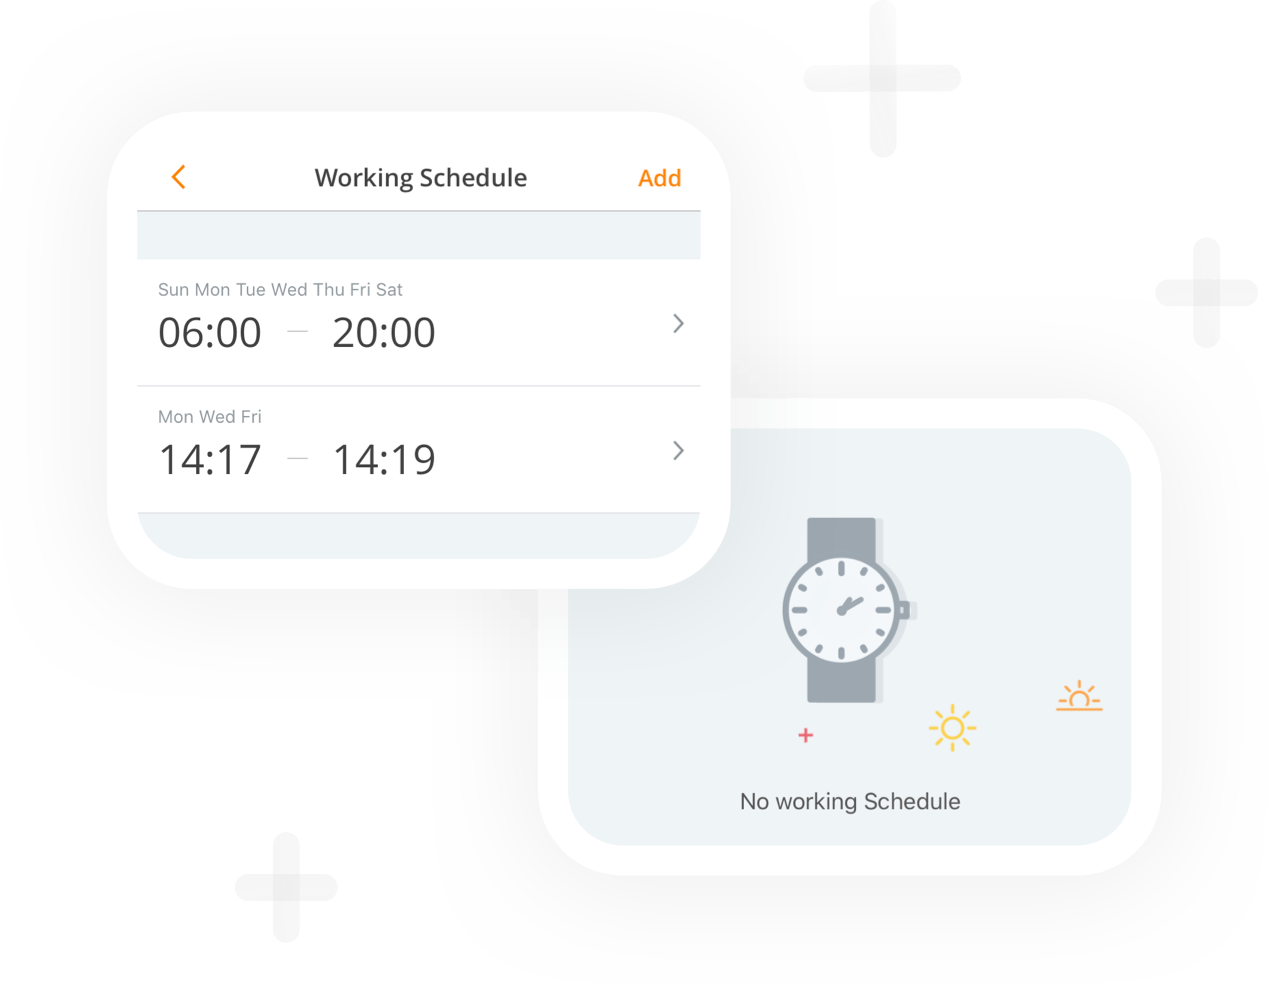 Working Schedule
Add
Sun Mon Tue Wed Thu Fri Sat
06:00 — 20:00
Mon Wed Fri
14:17 — 14:19
No working Schedule